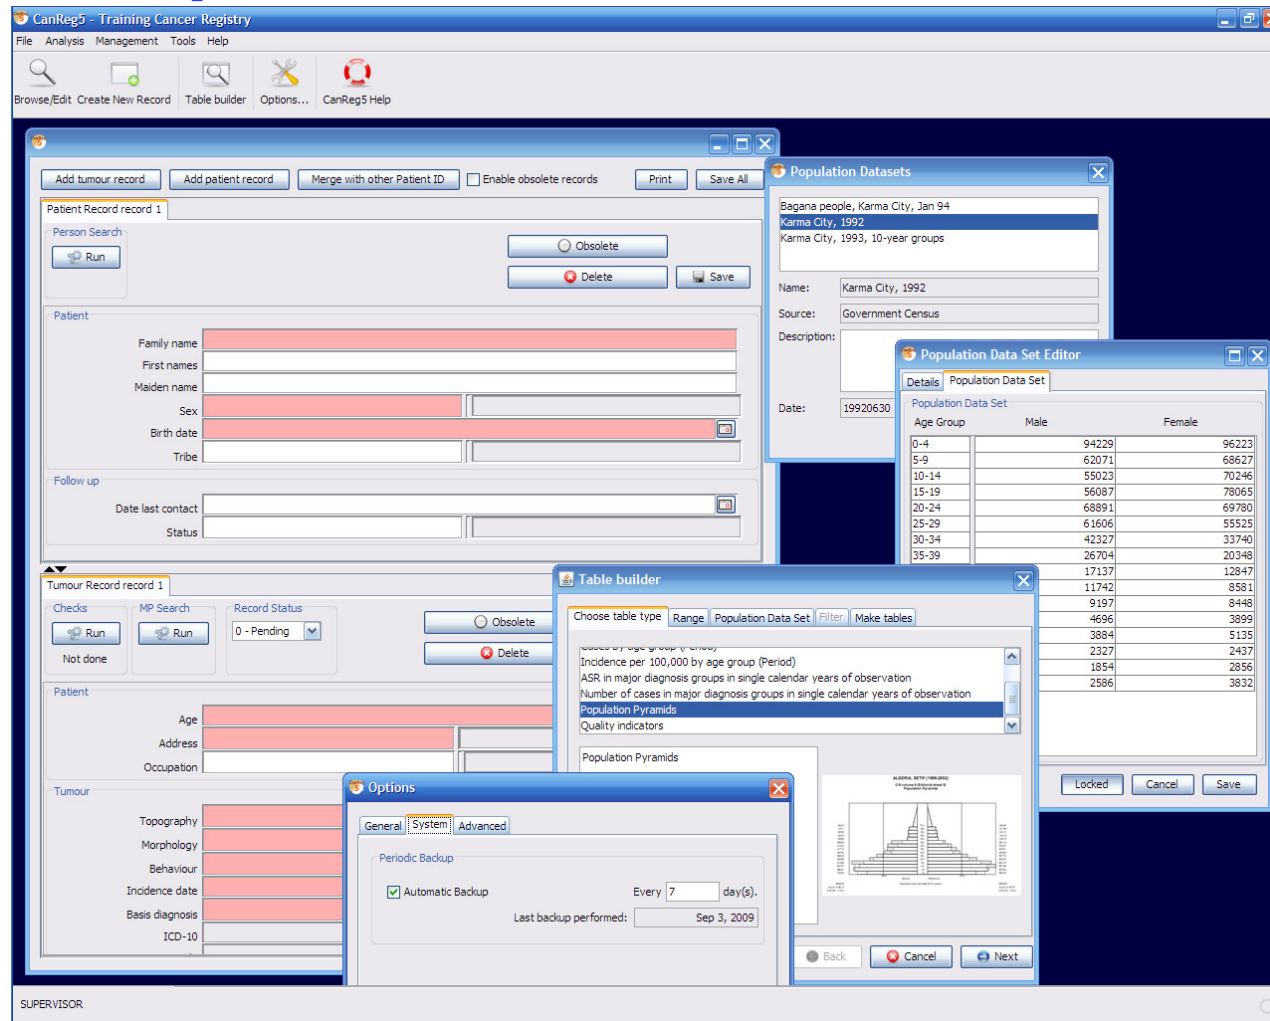 CanReg5 - Training Cancer Registry
File Analysis Management Tools Help
Browse/Edit Create New Record Table builder Options... CanReg5 Help
Add tumour record Add patient record Merge with other Patient ID Enable obsolete records Print Save All
Patient Record record 1
Person Search
Run
Obsolete
Delete Save
Patient
Family name
First names
Maiden name
Sex
Birth date
Tribe
Follow up
Date last contact
Status
Tumour Record record 1
Checks MP Search Record Status
Run Run 0 - Pending
Obsolete
Not done
Delete
Patient
Age
Address
Occupation
Tumour
Topography
Morphology
Behaviour
Incidence date
Basis diagnosis
ICD-10
Population Datasets
Bagana people, Karma City, Jan 94
Karma City, 1992
Karma City, 1993, 10-year groups
Name: Karma City, 1992
Source: Government Census
Description:
Date: 19920630
Population Data Set Editor
Details Population Data Set
Population Data Set
Age Group Male Female
0-4 94229 96223
5-9 62071 68627
10-14 55023 70246
15-19 56087 78065
20-24 68891 69780
25-29 61606 55525
30-34 42327 33740
35-39 26704 20348
17137 12847
11742 8581
9197 8448
4696 3899
3884 5135
2327 2437
1854 2856
2586 3832
Locked Cancel Save
Table builder
Choose table type Range Population Data Set Filter Make tables
Cases by age group (Period)
Incidence per 100,000 by age group (Period)
ASR in major diagnosis groups in single calendar years of observation
Number of cases in major diagnosis groups in single calendar years of observation
Population Pyramids
Quality indicators
Population Pyramids
ALGERIA, SETIF (1998-2002)
Population Pyramids
Back Cancel Next
Options
General System Advanced
Periodic Backup
Automatic Backup Every 7 day(s).
Last backup performed: Sep 3, 2009
SUPERVISOR